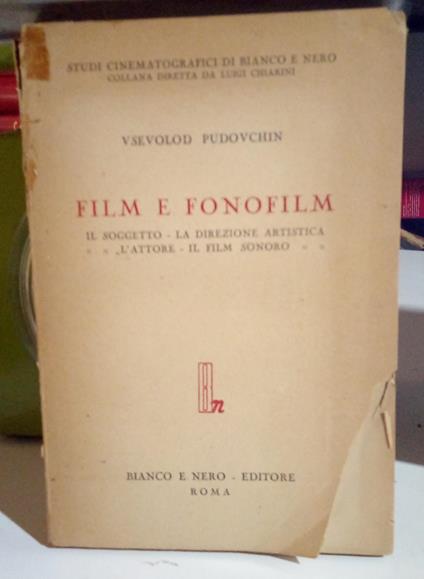 STUDI CINEMATOGRAFICI DI BIANCO E NERO
COLLANA DIRETTA DA LUIGI CHIARINI
VSEVOLOD PUDOVCHIN
FILM E FONOFILM
IL SOGGETTO - LA DIREZIONE ARTISTICA
» » L'ATTORE - IL FILM SONORO » »
Bn
BIANCO E NERO - EDITORE
ROMA